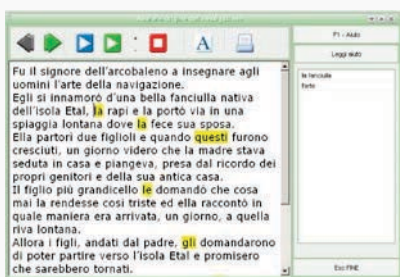 F1 - Aiuto
A
Leggi aiuto
Fu il signore dell'arcobaleno a insegnare agli
uomini l'arte della navigazione.
Egli si innamorò d'una bella fanciulla nativa
dell'isola Etal, la rapì e la portò via in una
spiaggia lontana dove la fece sua sposa.
Ella partorì due figlioli e quando questi furono
cresciuti, un giorno videro che la madre stava
seduta in casa e piangeva, presa dal ricordo dei
propri genitori e della sua antica casa.
Il figlio più grandicello le domandò che cosa
mai la rendesse così triste ed ella raccontò in
quale maniera era arrivata, un giorno, a quella
riva lontana.
Allora i figli, andati dal padre, gli domandarono
di poter partire verso l'isola Etal e promisero
che sarebbero tornati.
la fanciulla
l'arte
Esc FINE